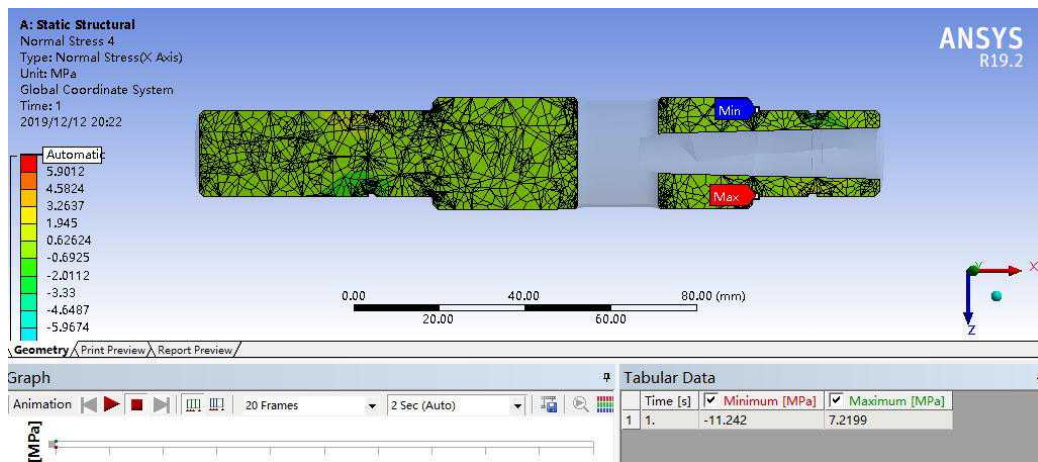 A: Static Structural
Normal Stress 4
Type: Normal Stress(X Axis)
Unit: MPa
Global Coordinate System
Time: 1
2019/12/12 20:22
ANSYS
R19.2
Automatic
5.9012
4.5824
3.2637
1.945
0.62624
-0.6925
-2.0112
-3.33
-4.6487
-5.9674
Min
Max
0.00 40.00 80.00 (mm)
20.00 60.00
X
Y
Z
Geometry Print Preview Report Preview
Graph
Animation 20 Frames 2 Sec (Auto)
[MPa]
Tabular Data
Time [s] Minimum [MPa] Maximum [MPa]
1 1. -11.242 7.2199